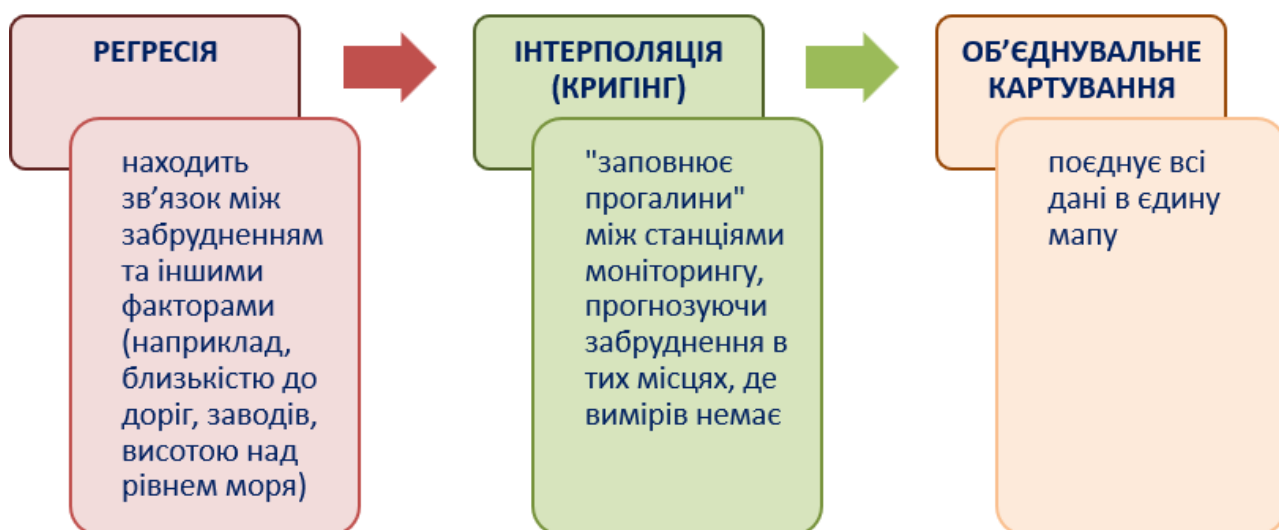 РЕГРЕСІЯ
находить
зв’язок між
забрудненням
та іншими
факторами
(наприклад,
близькістю до
доріг, заводів,
висотою над
рівнем моря)
ІНТЕРПОЛЯЦІЯ
(КРИГІНГ)
"заповнює
прогалини"
між станціями
моніторингу,
прогнозуючи
забруднення в
тих місцях, де
вимірів немає
ОБ’ЄДНУВАЛЬНЕ
КАРТУВАННЯ
поєднує всі
дані в єдину
мапу